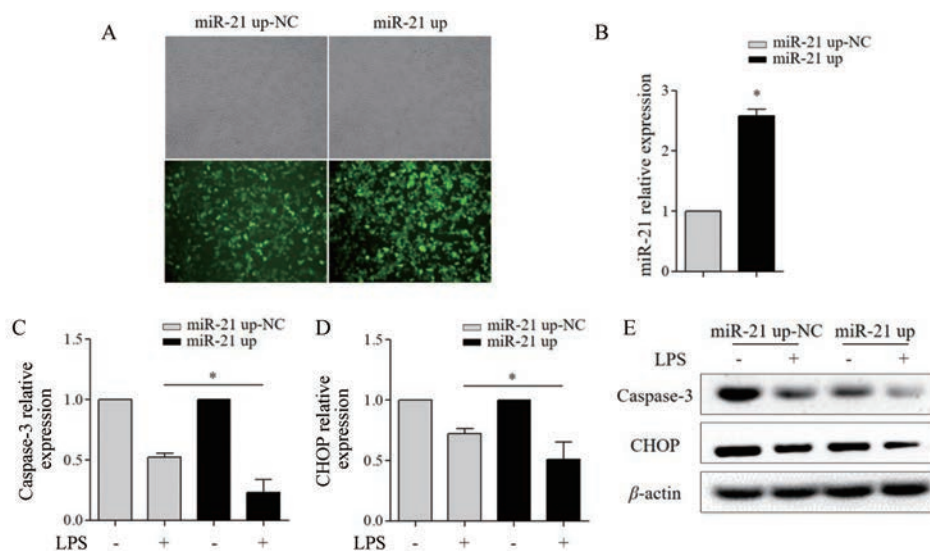 A
miR-21 up-NC
miR-21 up
B
miR-21 up-NC
miR-21 up
miR-21 relative expression
3
2
1
0
*
C
miR-21 up-NC
miR-21 up
Caspase-3 relative
expression
1.5
1.0
0.5
0.0
*
LPS - + - +
D
miR-21 up-NC
miR-21 up
CHOP relative
expression
1.5
1.0
0.5
0.0
*
LPS - + - +
E
miR-21 up-NC miR-21 up
LPS - + - +
Caspase-3
CHOP
β-actin